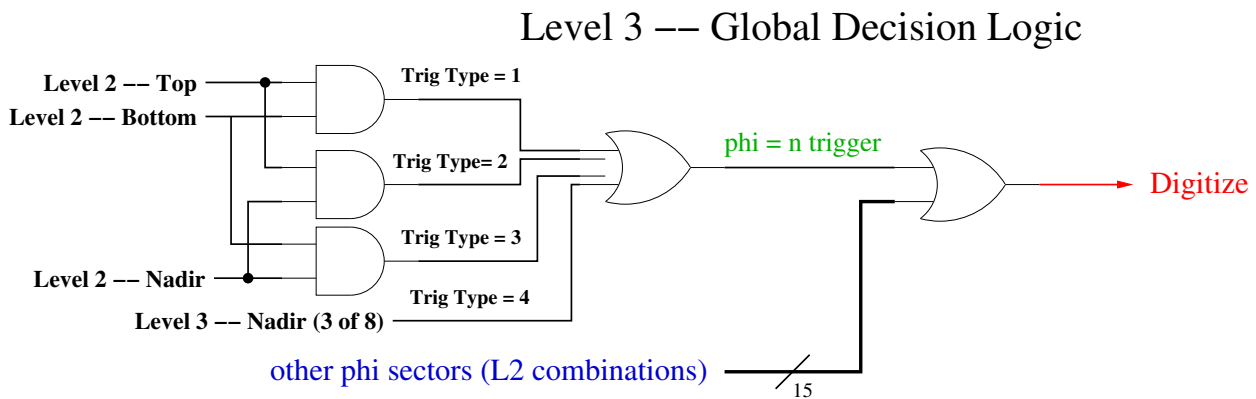 Level 3 −− Global Decision Logic
Level 2 −− Top
Trig Type = 1
Level 2 −− Bottom
phi = n trigger
Trig Type= 2
Digitize
Trig Type = 3
Level 2 −− Nadir
Trig Type = 4
Level 3 −− Nadir (3 of 8)
other phi sectors (L2 combinations)
15